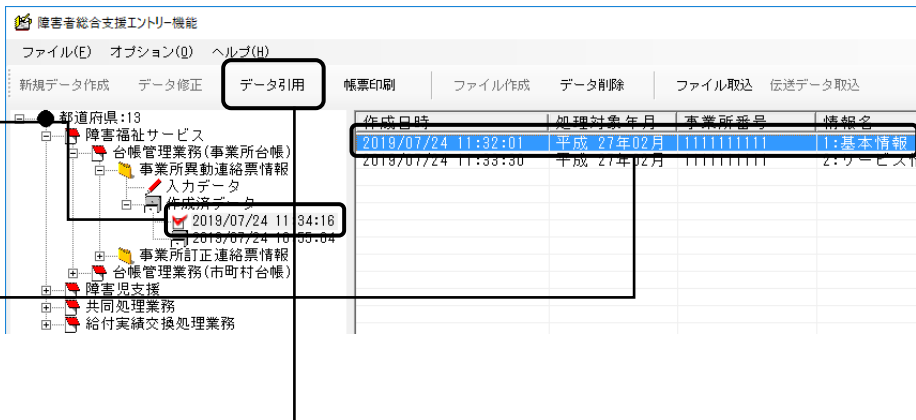 障害者総合支援エントリー機能
ファイル(F) オプション(O) ヘルプ(H)
新規データ作成 データ修正 データ引用 帳票印刷 ファイル作成 データ削除 ファイル取込 伝送データ取込
都道府県:13
障害福祉サービス
台帳管理業務(事業所台帳)
事業所異動連絡票情報
入力データ
作成済データ
2019/07/24 11:34:16
2019/07/24 10:55:04
事業所訂正連絡票情報
台帳管理業務(市町村台帳)
障害児支援
共同処理業務
給付実績交換処理業務
作成日時 処理対象年月 事業所番号 情報名
2019/07/24 11:32:01 平成 27年02月 1111111111 1:基本情報
2019/07/24 11:33:30 平成 27年02月 1111111111 2:サービス